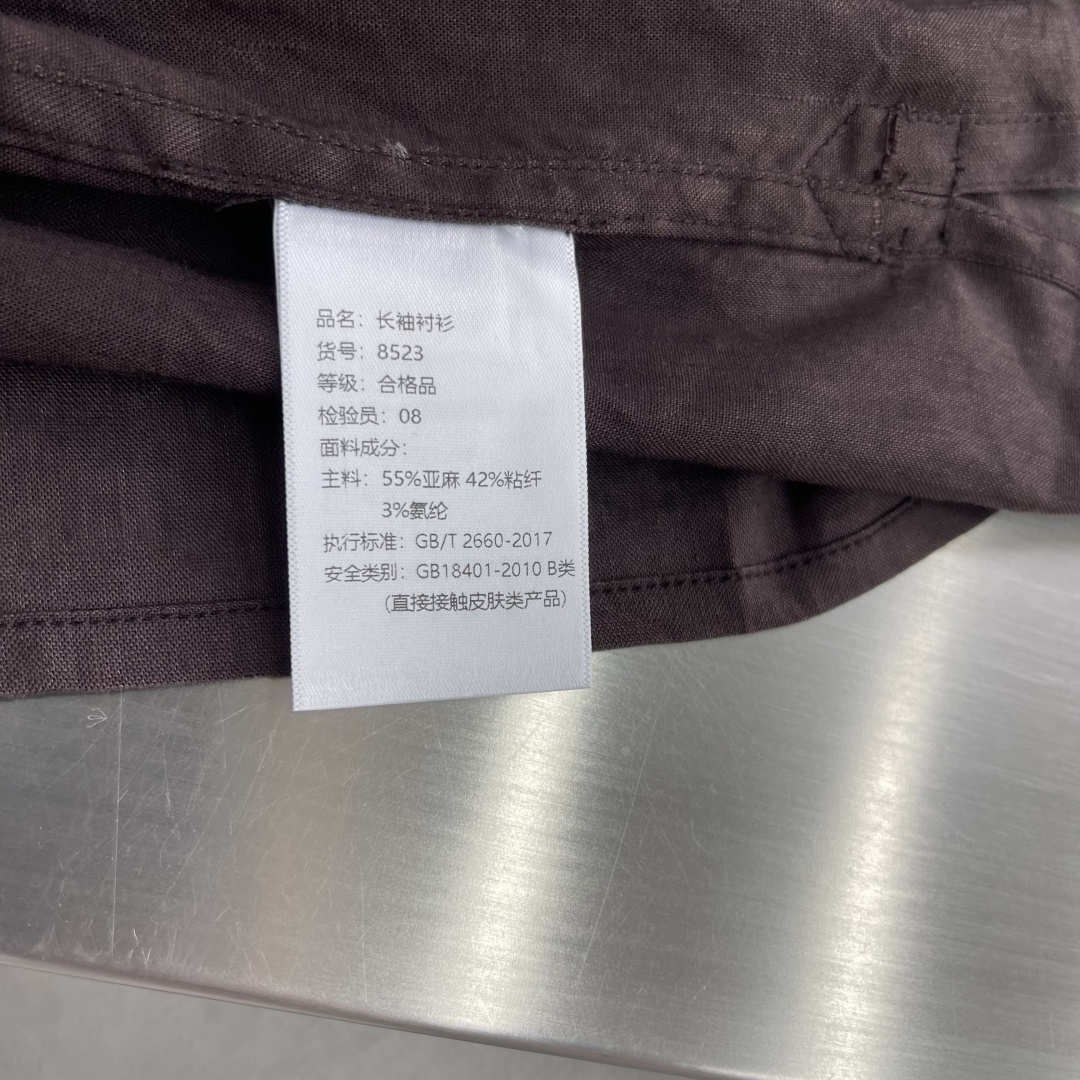 品名：长袖衬衫
货号：8523
等级：合格品
检验员：08
面料成分：
主料：55%亚麻 42%粘纤
3%氨纶
执行标准：GB/T 2660-2017
安全类别：GB18401-2010 B类
（直接接触皮肤类产品）